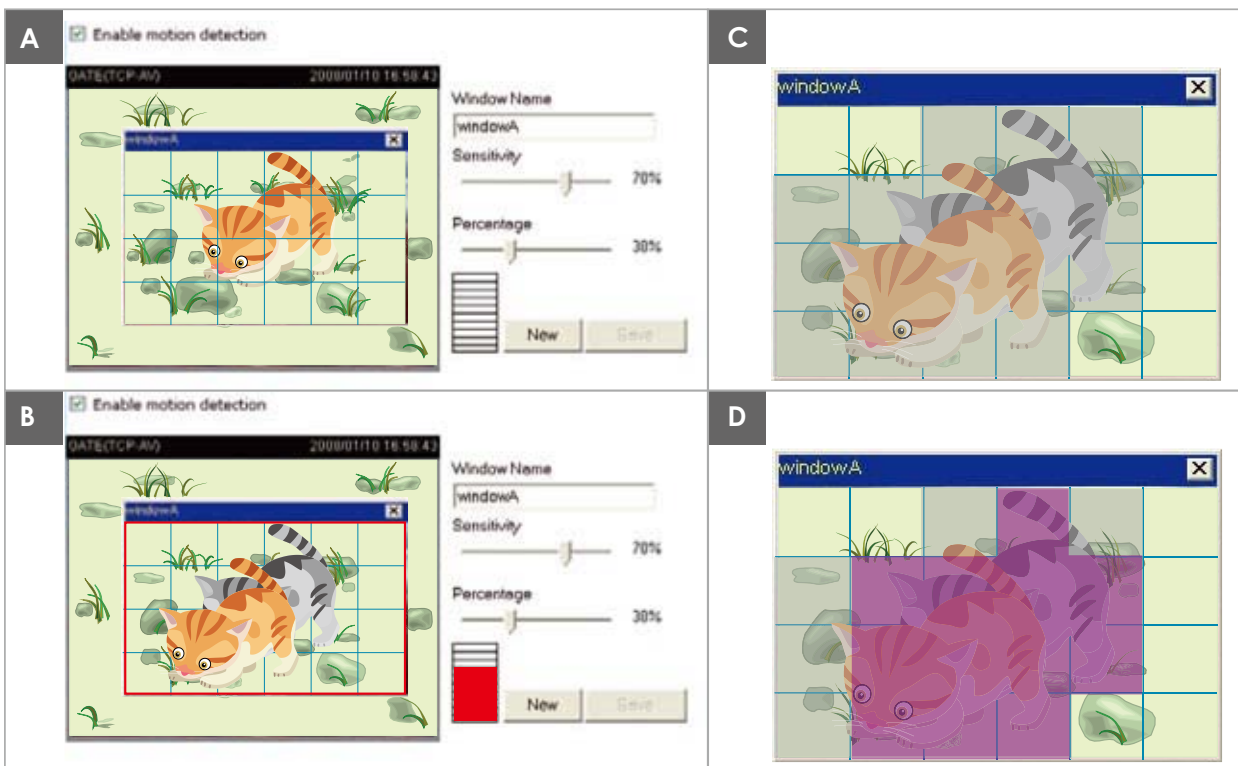 A
Enable motion detection
QATE(TCP-AV) 2008/01/10 16:58:43
windowA
Window Name
windowA
Sensitivity
70%
Percentage
30%
New Save
B
Enable motion detection
QATE(TCP-AV) 2008/01/10 16:58:43
windowA
Window Name
windowA
Sensitivity
70%
Percentage
30%
New Save
C
windowA
D
windowA